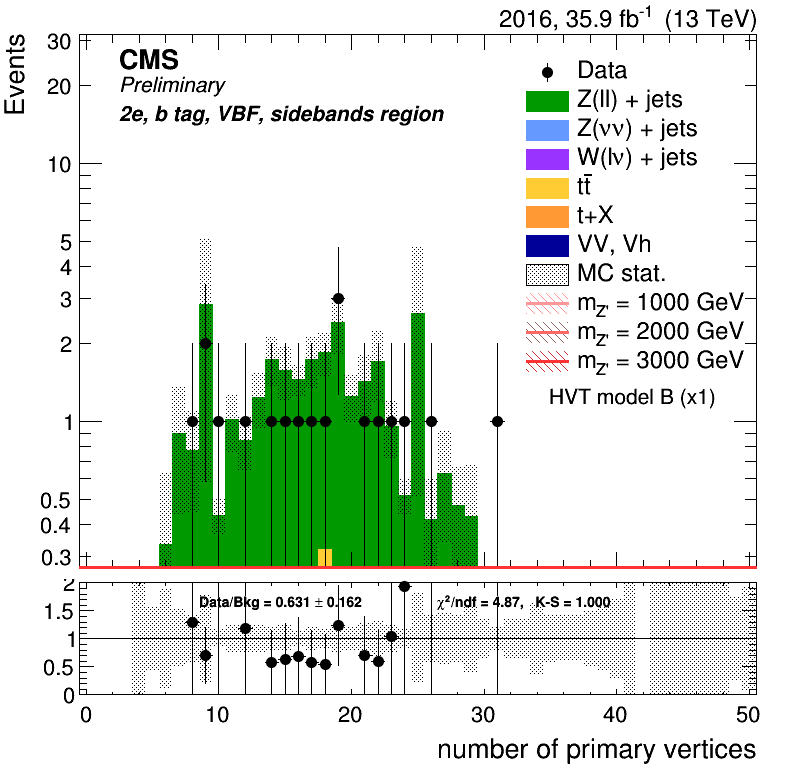 2016, 35.9 fb⁻¹ (13 TeV)
Events
CMS
Preliminary
2e, b tag, VBF, sidebands region
Data
Z(ll) + jets
Z(νν) + jets
W(lν) + jets
tt̄
t+X
VV, Vh
MC stat.
m_Z' = 1000 GeV
m_Z' = 2000 GeV
m_Z' = 3000 GeV
HVT model B (x1)
30
20
10
5
4
3
2
1
0.5
0.4
0.3
2
1.5
1
0.5
0
Data/Bkg = 0.631 ± 0.162
χ²/ndf = 4.87, K-S = 1.000
0 10 20 30 40 50
number of primary vertices